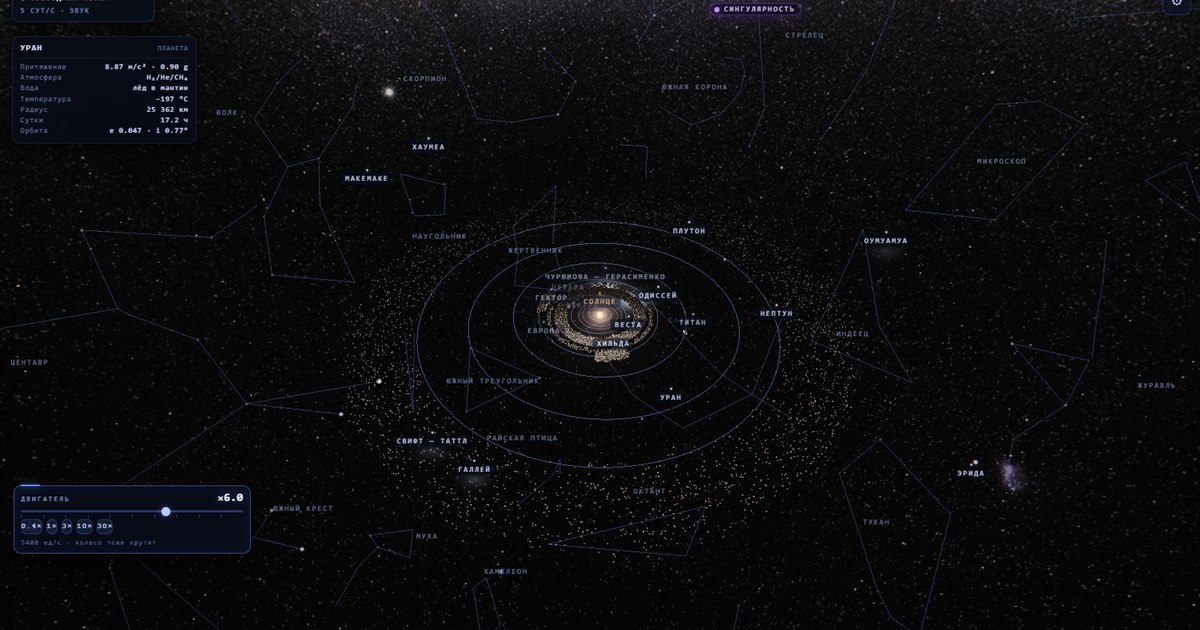 5 СУТ/С · ЗВУК
СИНГУЛЯРНОСТЬ
УРАН ПЛАНЕТА
Притяжение 8.87 м/с² · 0.90 g
Атмосфера H₂/He/CH₄
Вода лёд в мантии
Температура −197 °C
Радиус 25 362 км
Сутки 17.2 ч
Орбита e 0.047 · i 0.77°
СТРЕЛЕЦ
СКОРПИОН
ЮЖНАЯ КОРОНА
ВОЛК
ХАУМЕА
МИКРОСКОП
МАКЕМАКЕ
ПЛУТОН
НАУГОЛЬНИК
ОУМУАМУА
ЖЕРТВЕННИК
ЧУРЮМОВА — ГЕРАСИМЕНКО
ЦЕРЕРА
ГЕКТОР
ОДИССЕЙ
СОЛНЦЕ
НЕПТУН
ВЕСТА
ТИТАН
ЕВРОПА
ИНДЕЕЦ
ХИЛЬДА
ЦЕНТАВР
ЮЖНЫЙ ТРЕУГОЛЬНИК
ЖУРАВЛЬ
УРАН
СВИФТ — ТАТТЛ
РАЙСКАЯ ПТИЦА
ГАЛЛЕЙ
ЭРИДА
ОКТАНТ
ДВИГАТЕЛЬ ×6.0
0.4× 1× 3× 10× 30×
5400 ед/с · колесо тоже крутит
ЮЖНЫЙ КРЕСТ
ТУКАН
МУХА
ХАМЕЛЕОН